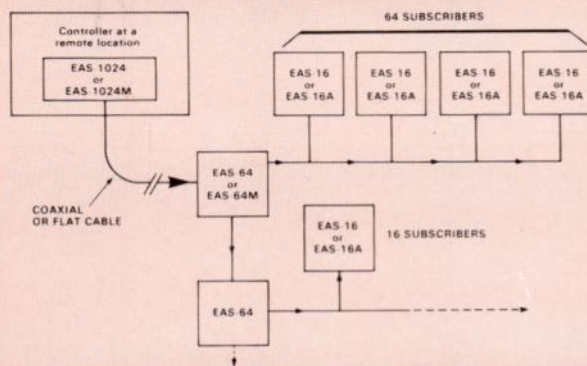 Controller at a
remote location
EAS 1024
or
EAS-1024M
COAXIAL
OR FLAT CABLE
64 SUBSCRIBERS
EAS 16
or
EAS-16A
EAS 16
or
EAS-16A
EAS 16
or
EAS-16A
EAS 16
or
EAS-16A
EAS 64
or
EAS-64M
EAS-16
or
EAS-16A
16 SUBSCRIBERS
EAS-64